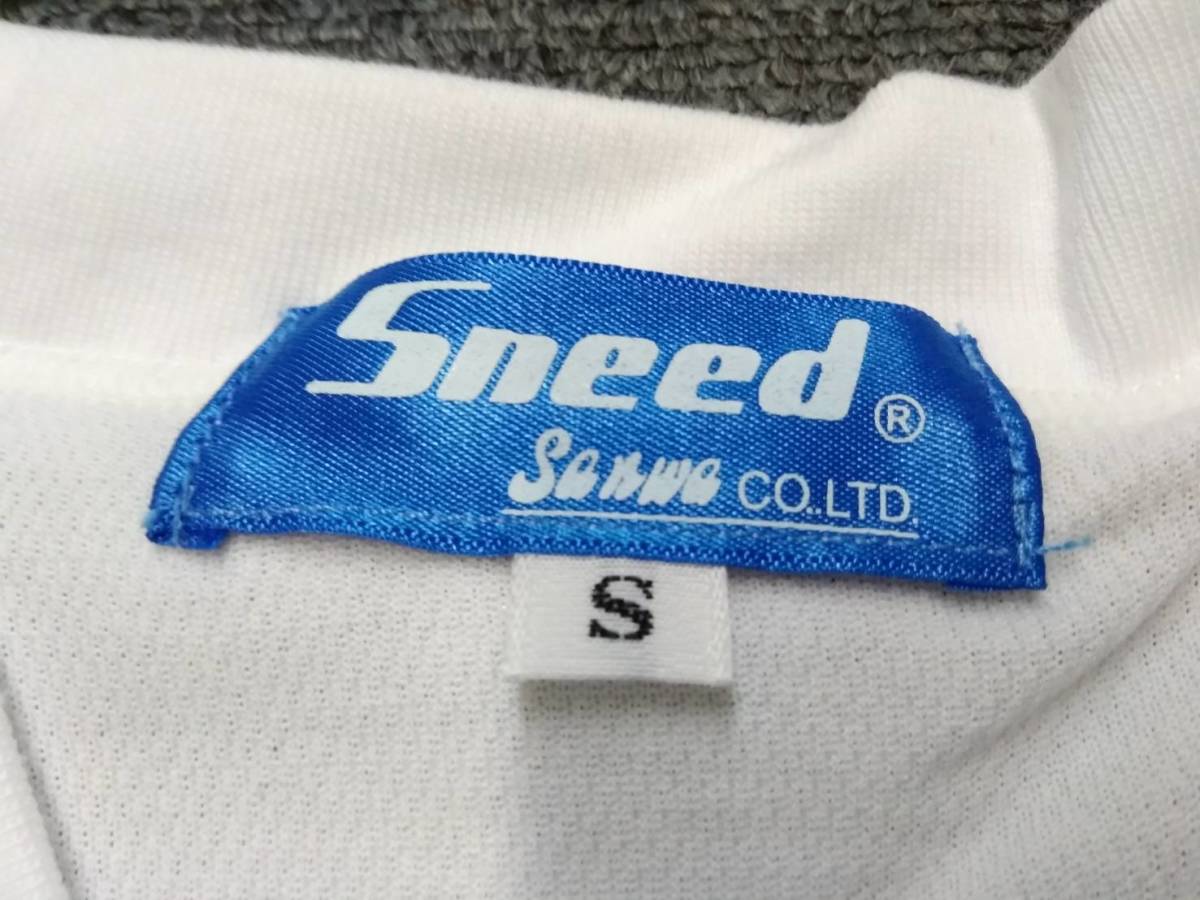 Sneed ®
Sanwa CO.,LTD.
S